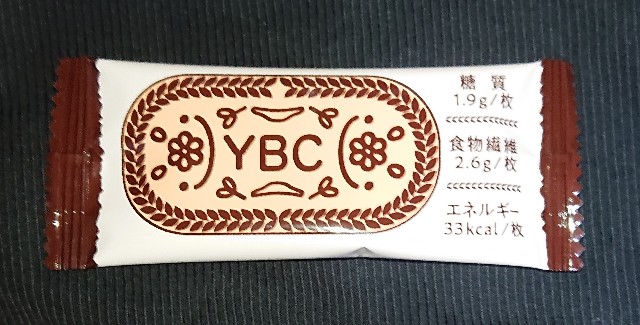 YBC
糖質
1.9g/枚
食物繊維
2.6g/枚
エネルギー
33kcal/枚